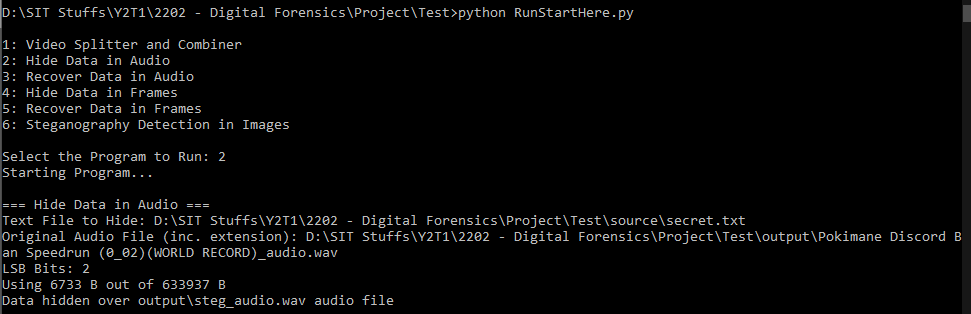 D:\SIT Stuffs\Y2T1\2202 - Digital Forensics\Project\Test>python RunStartHere.py
1: Video Splitter and Combiner
2: Hide Data in Audio
3: Recover Data in Audio
4: Hide Data in Frames
5: Recover Data in Frames
6: Steganography Detection in Images
Select the Program to Run: 2
Starting Program...
=== Hide Data in Audio ===
Text File to Hide: D:\SIT Stuffs\Y2T1\2202 - Digital Forensics\Project\Test\source\secret.txt
Original Audio File (inc. extension): D:\SIT Stuffs\Y2T1\2202 - Digital Forensics\Project\Test\output\Pokimane Discord B
an Speedrun (0_02)(WORLD RECORD)_audio.wav
LSB Bits: 2
Using 6733 B out of 633937 B
Data hidden over output\steg_audio.wav audio file